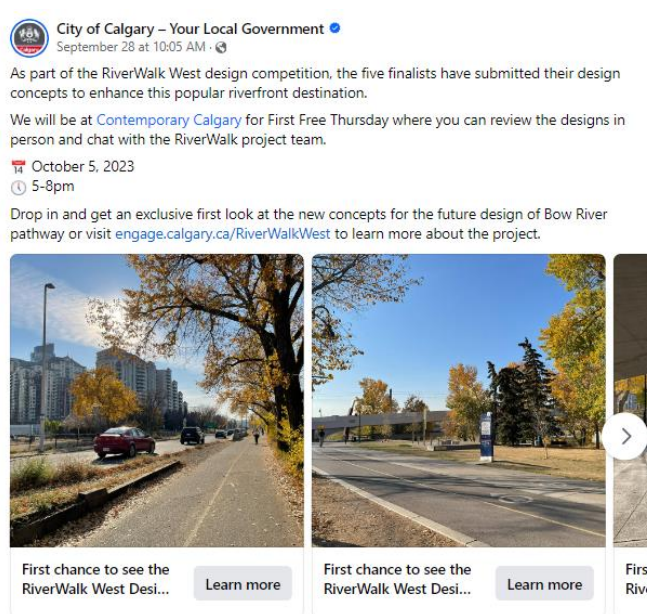 City of Calgary – Your Local Government
September 28 at 10:05 AM ·
As part of the RiverWalk West design competition, the five finalists have submitted their design
concepts to enhance this popular riverfront destination.
We will be at Contemporary Calgary for First Free Thursday where you can review the designs in
person and chat with the RiverWalk project team.
October 5, 2023
5-8pm
Drop in and get an exclusive first look at the new concepts for the future design of Bow River
pathway or visit engage.calgary.ca/RiverWalkWest to learn more about the project.
First chance to see the
RiverWalk West Desi...
Learn more
First chance to see the
RiverWalk West Desi...
Learn more